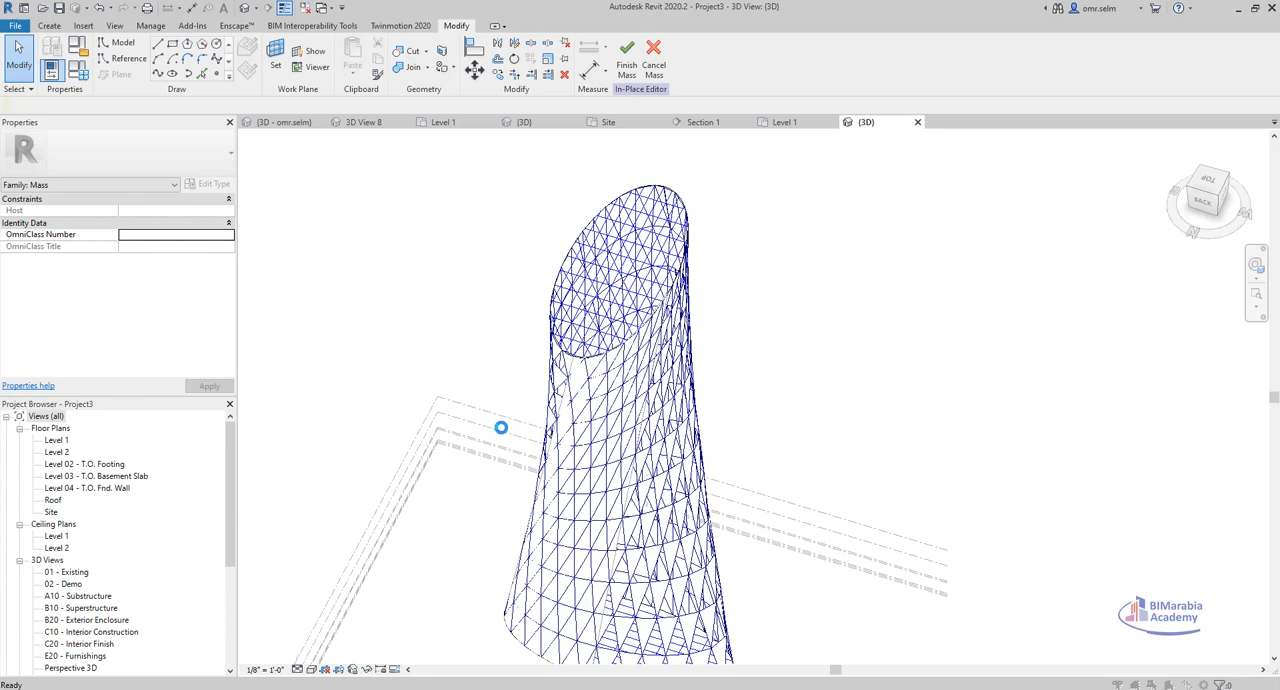 Autodesk Revit 2020.2 - Project3 - 3D View: {3D}
omr.selm
File Create Insert View Manage Add-Ins Enscape™ BIM Interoperability Tools Twinmotion 2020 Modify
Modify
Model
Reference
Plane
Set
Show
Viewer
Paste
Cut
Join
Finish Mass
Cancel Mass
Select Properties Draw Work Plane Clipboard Geometry Modify Measure In-Place Editor
Properties
{3D - omr.selm} 3D View 8 Level 1 {3D} Site Section 1 Level 1 {3D}
Family: Mass Edit Type
Constraints
Host
Identity Data
OmniClass Number
OmniClass Title
Properties help Apply
Project Browser - Project3
Views (all)
Floor Plans
Level 1
Level 2
Level 02 - T.O. Footing
Level 03 - T.O. Basement Slab
Level 04 - T.O. Fnd. Wall
Roof
Site
Ceiling Plans
Level 1
Level 2
3D Views
01 - Existing
02 - Demo
A10 - Substructure
B10 - Superstructure
B20 - Exterior Enclosure
C10 - Interior Construction
C20 - Interior Finish
E20 - Furnishings
Perspective 3D
TOP
BACK
N
BIMarabia
Academy
1/8" = 1'-0"
Ready
:0